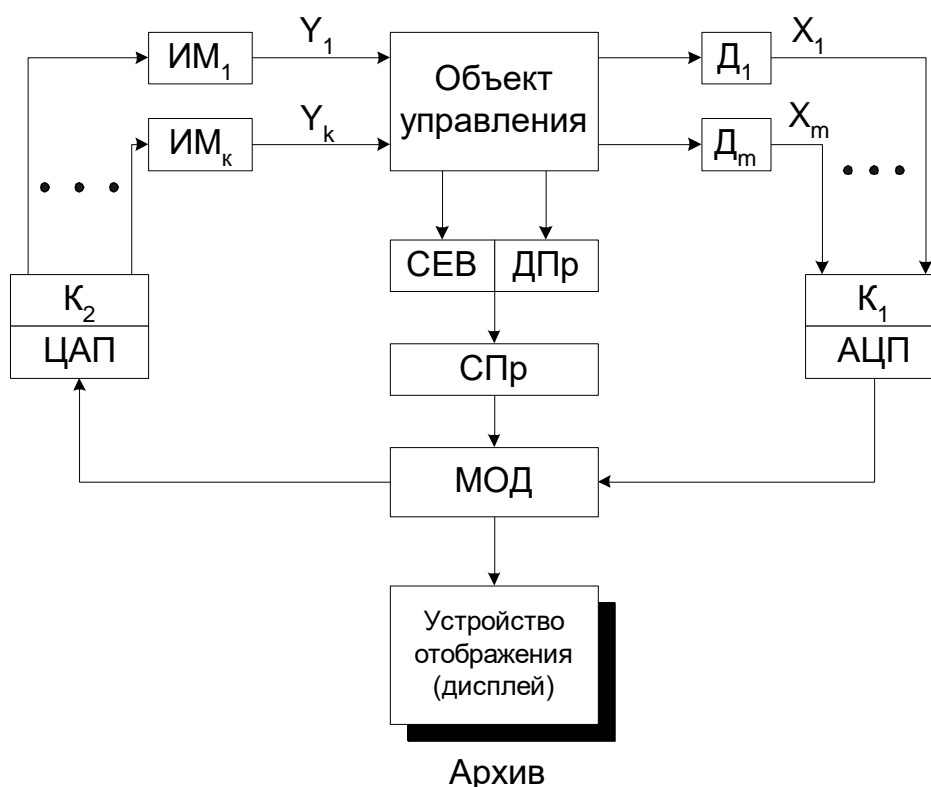 Y₁
X₁
ИМ₁
Объект
управления
Д₁
Yₖ
Xₘ
ИМₖ
Дₘ
СЕВ
ДПр
К₂
К₁
ЦАП
СПр
АЦП
МОД
Устройство
отображения
(дисплей)
Архив